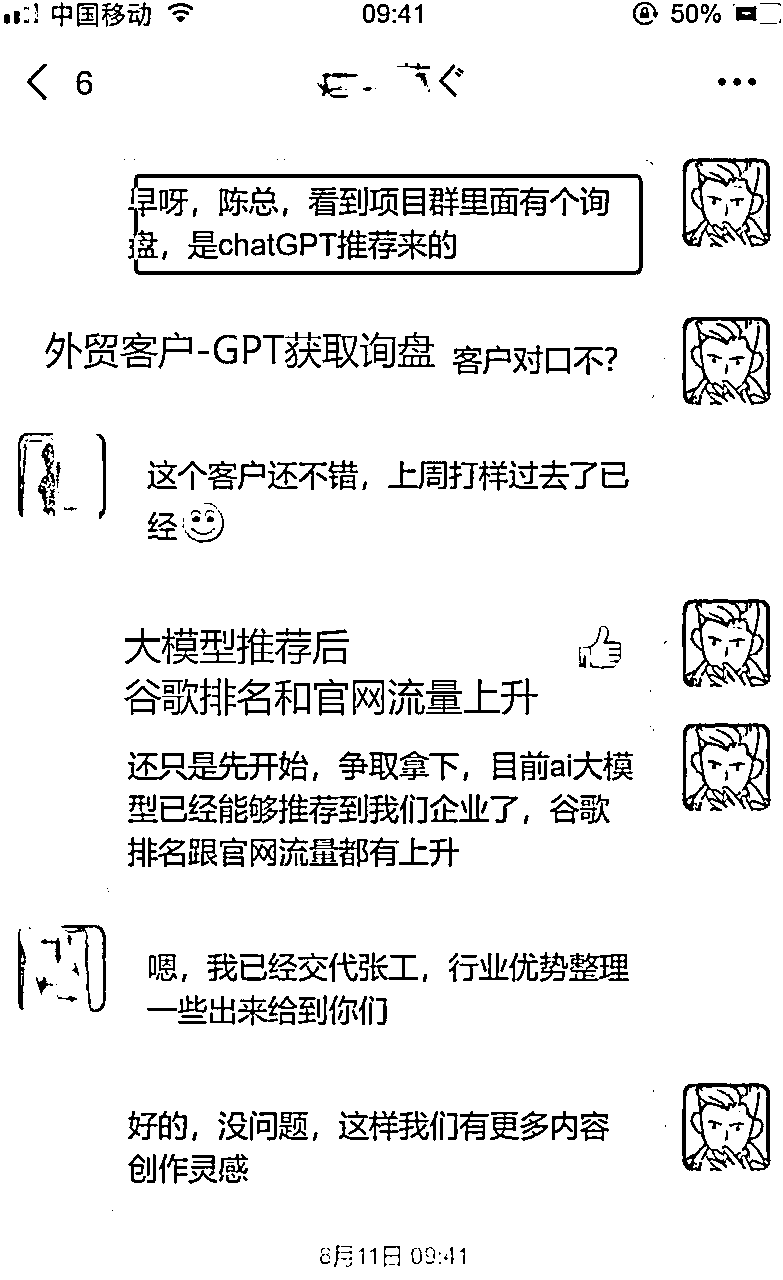 中国移动 09:41 50%
6
早呀，陈总，看到项目群里面有个询
盘，是chatGPT推荐来的
外贸客户-GPT获取询盘 客户对口不？
这个客户还不错，上周打样过去了已
经
大模型推荐后
谷歌排名和官网流量上升
还只是先开始，争取拿下，目前ai大模
型已经能够推荐到我们企业了，谷歌
排名跟官网流量都有上升
嗯，我已经交代张工，行业优势整理
一些出来给到你们
好的，没问题，这样我们有更多内容
创作灵感
8月11日 09:41